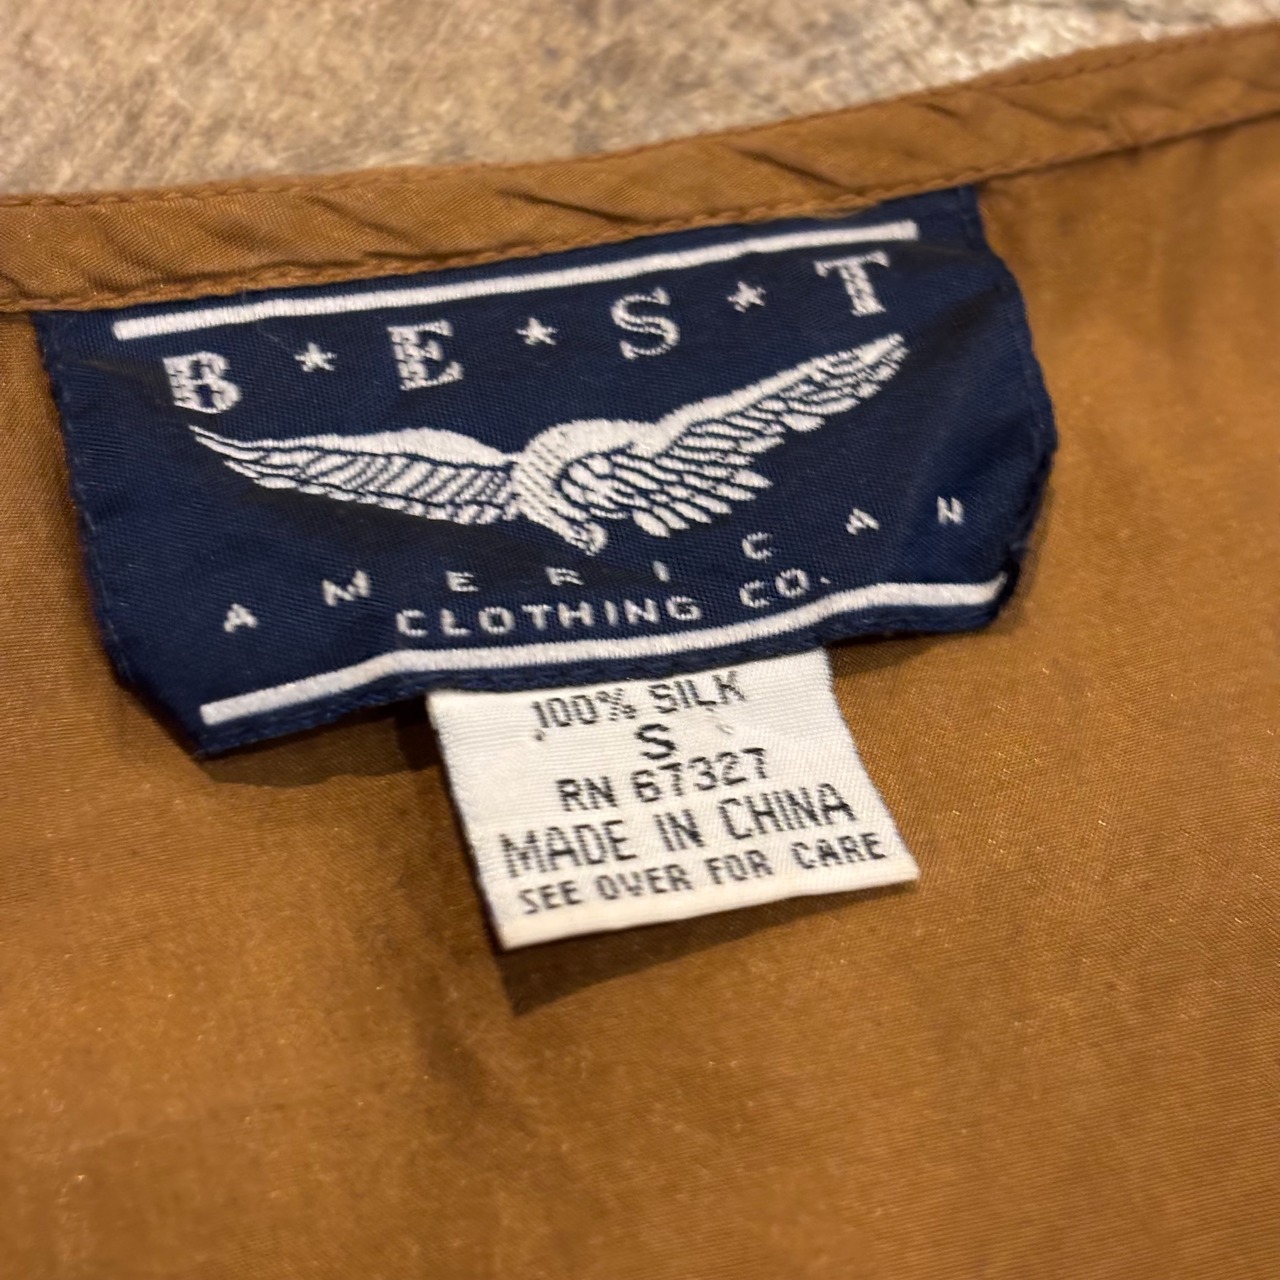 B★E★S★T
AMERICAN
CLOTHING CO.
100% SILK
S
RN 67327
MADE IN CHINA
SEE OVER FOR CARE